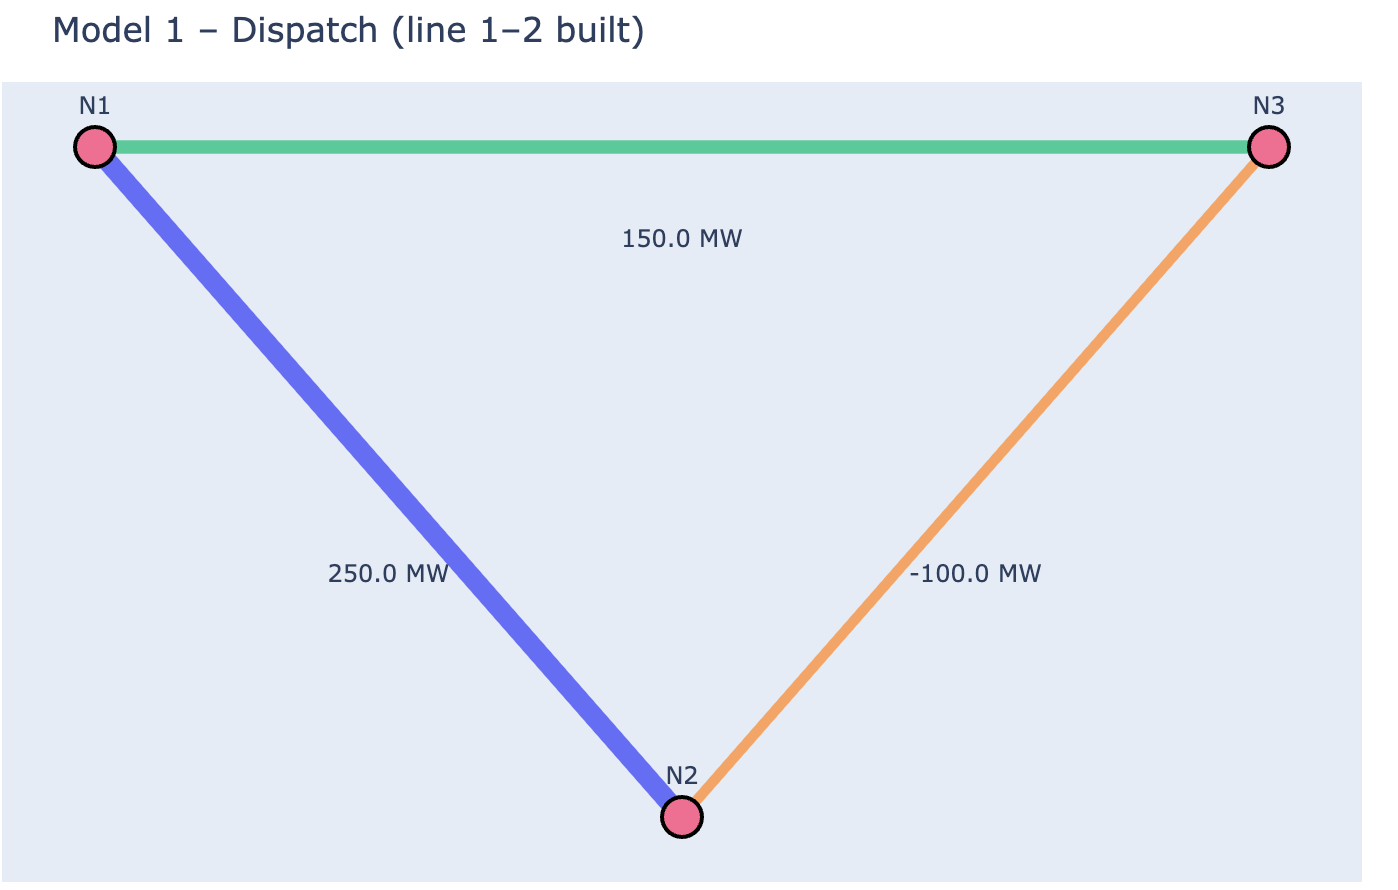 Model 1 – Dispatch (line 1–2 built)
N1
N3
150.0 MW
250.0 MW
-100.0 MW
N2